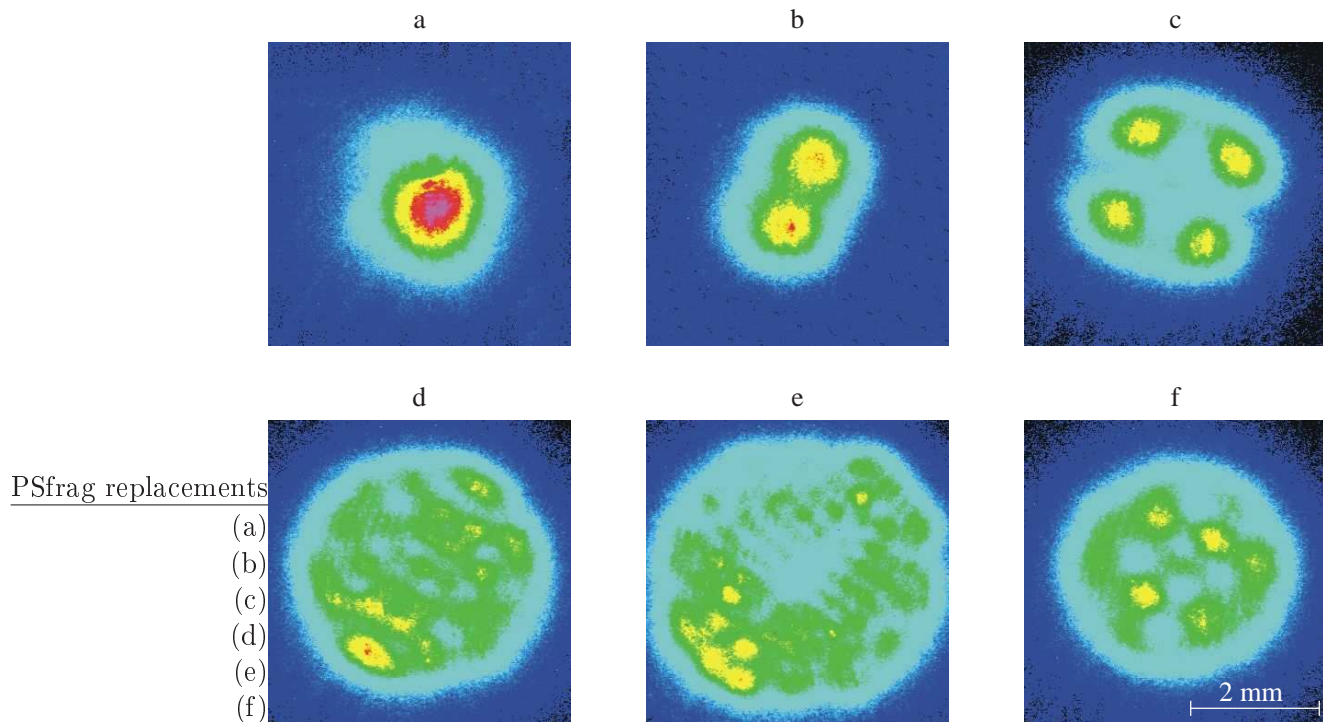 a b c
d e f
PSfrag replacements
(a)
(b)
(c)
(d)
(e)
(f)
2 mm